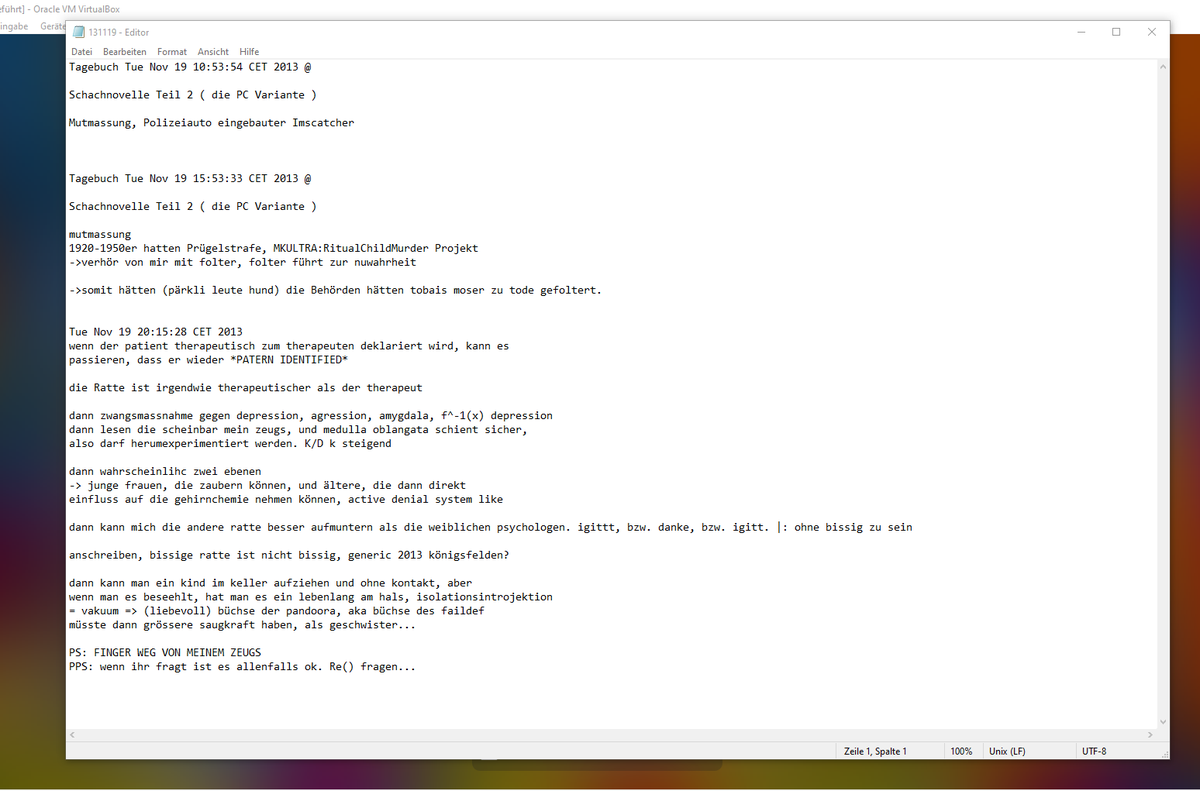 eführt] - Oracle VM VirtualBox
ingabe Geräte
131119 - Editor
Datei Bearbeiten Format Ansicht Hilfe
Tagebuch Tue Nov 19 10:53:54 CET 2013 @
Schachnovelle Teil 2 ( die PC Variante )
Mutmassung, Polizeiauto eingebauter Imscatcher
Tagebuch Tue Nov 19 15:53:33 CET 2013 @
Schachnovelle Teil 2 ( die PC Variante )
mutmassung
1920-1950er hatten Prügelstrafe, MKULTRA:RitualChildMurder Projekt
->verhör von mir mit folter, folter führt zur nuwahrheit
->somit hätten (pärkli leute hund) die Behörden hätten tobais moser zu tode gefoltert.
Tue Nov 19 20:15:28 CET 2013
wenn der patient therapeutisch zum therapeuten deklariert wird, kann es
passieren, dass er wieder *PATERN IDENTIFIED*
die Ratte ist irgendwie therapeutischer als der therapeut
dann zwangsmassnahme gegen depression, agression, amygdala, f^-1(x) depression
dann lesen die scheinbar mein zeugs, und medulla oblangata schient sicher,
also darf herumexperimentiert werden. K/D k steigend
dann wahrscheinlihc zwei ebenen
-> junge frauen, die zaubern können, und ältere, die dann direkt
einfluss auf die gehirnchemie nehmen können, active denial system like
dann kann mich die andere ratte besser aufmuntern als die weiblichen psychologen. igittt, bzw. danke, bzw. igitt. |: ohne bissig zu sein
anschreiben, bissige ratte ist nicht bissig, generic 2013 königsfelden?
dann kann man ein kind im keller aufziehen und ohne kontakt, aber
wenn man es beseehlt, hat man es ein lebenlang am hals, isolationsintrojektion
= vakuum => (liebevoll) büchse der pandoora, aka büchse des faildef
müsste dann grössere saugkraft haben, als geschwister...
PS: FINGER WEG VON MEINEM ZEUGS
PPS: wenn ihr fragt ist es allenfalls ok. Re() fragen...
Zeile 1, Spalte 1 100% Unix (LF) UTF-8